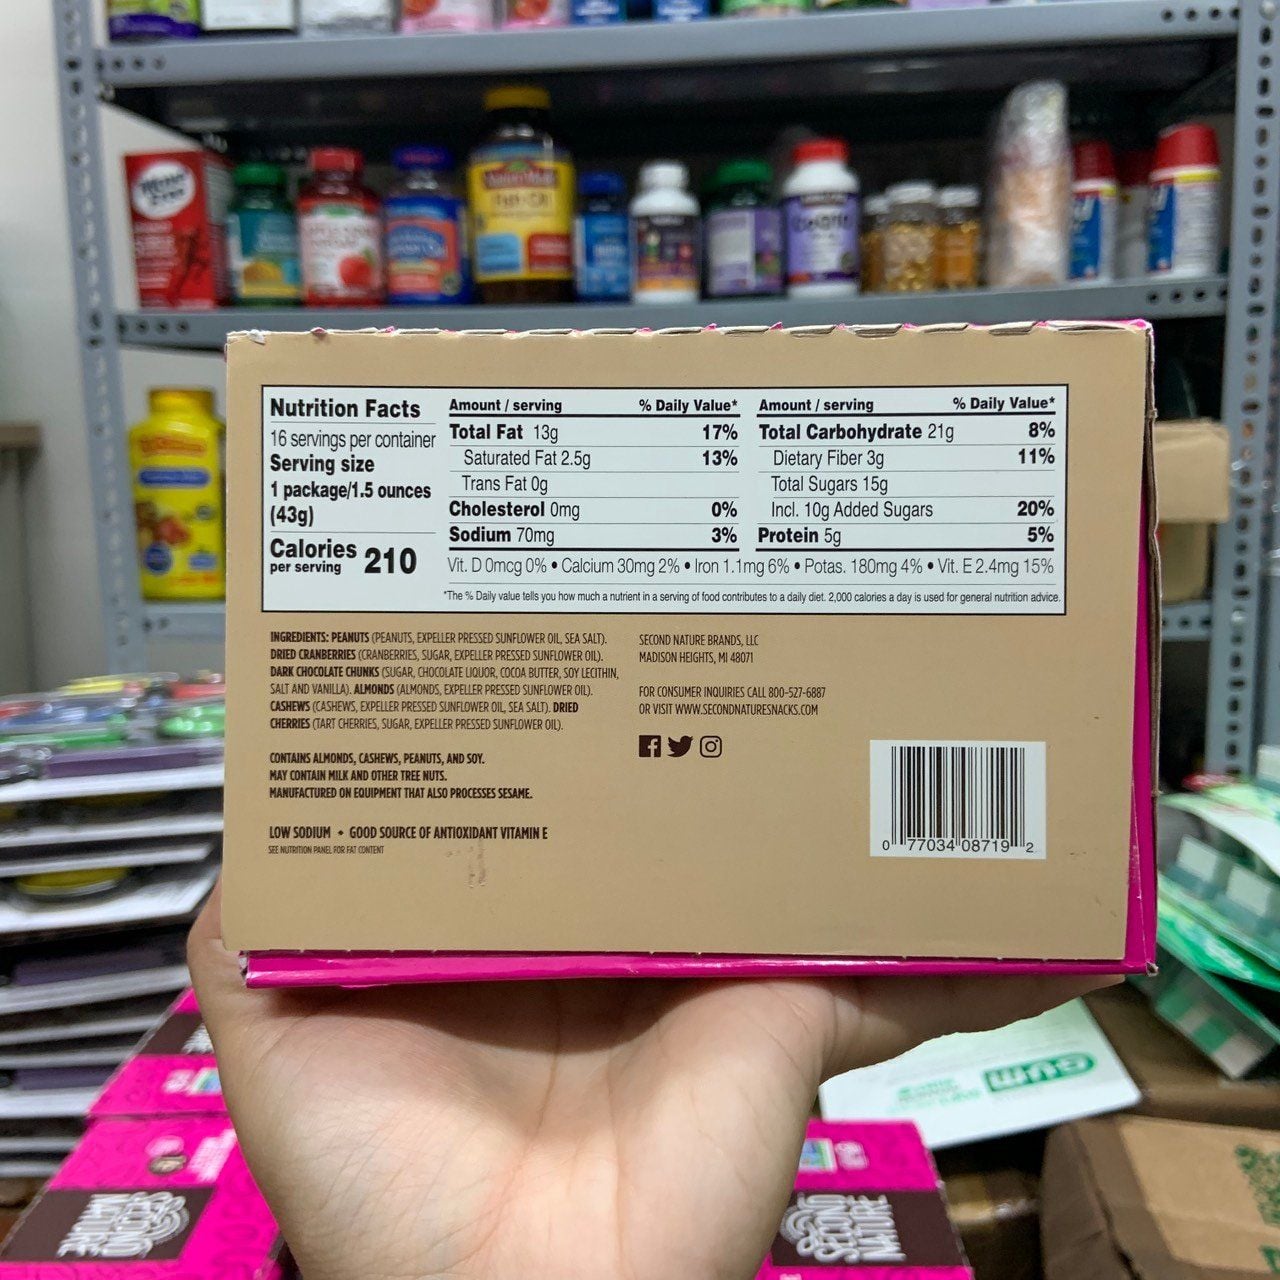 Fish Oil
Nutrition Facts
16 servings per container
Serving size
1 package/1.5 ounces
(43g)
Calories 210
per serving
Amount / serving % Daily Value*
Total Fat 13g 17%
Saturated Fat 2.5g 13%
Trans Fat 0g
Cholesterol 0mg 0%
Sodium 70mg 3%
Amount / serving % Daily Value*
Total Carbohydrate 21g 8%
Dietary Fiber 3g 11%
Total Sugars 15g
Incl. 10g Added Sugars 20%
Protein 5g 5%
Vit. D 0mcg 0% • Calcium 30mg 2% • Iron 1.1mg 6% • Potas. 180mg 4% • Vit. E 2.4mg 15%
*The % Daily value tells you how much a nutrient in a serving of food contributes to a daily diet. 2,000 calories a day is used for general nutrition advice.
INGREDIENTS: PEANUTS (PEANUTS, EXPELLER PRESSED SUNFLOWER OIL, SEA SALT).
DRIED CRANBERRIES (CRANBERRIES, SUGAR, EXPELLER PRESSED SUNFLOWER OIL).
DARK CHOCOLATE CHUNKS (SUGAR, CHOCOLATE LIQUOR, COCOA BUTTER, SOY LECITHIN,
SALT AND VANILLA). ALMONDS (ALMONDS, EXPELLER PRESSED SUNFLOWER OIL).
CASHEWS (CASHEWS, EXPELLER PRESSED SUNFLOWER OIL, SEA SALT). DRIED
CHERRIES (TART CHERRIES, SUGAR, EXPELLER PRESSED SUNFLOWER OIL).
CONTAINS ALMONDS, CASHEWS, PEANUTS, AND SOY.
MAY CONTAIN MILK AND OTHER TREE NUTS.
MANUFACTURED ON EQUIPMENT THAT ALSO PROCESSES SESAME.
LOW SODIUM • GOOD SOURCE OF ANTIOXIDANT VITAMIN E
SEE NUTRITION PANEL FOR FAT CONTENT
SECOND NATURE BRANDS, LLC
MADISON HEIGHTS, MI 48071
FOR CONSUMER INQUIRIES CALL 800-527-6887
OR VISIT WWW.SECONDNATURESNACKS.COM
0 77034 08719 2
GUM
SECOND
NATURE
SECOND
NATURE